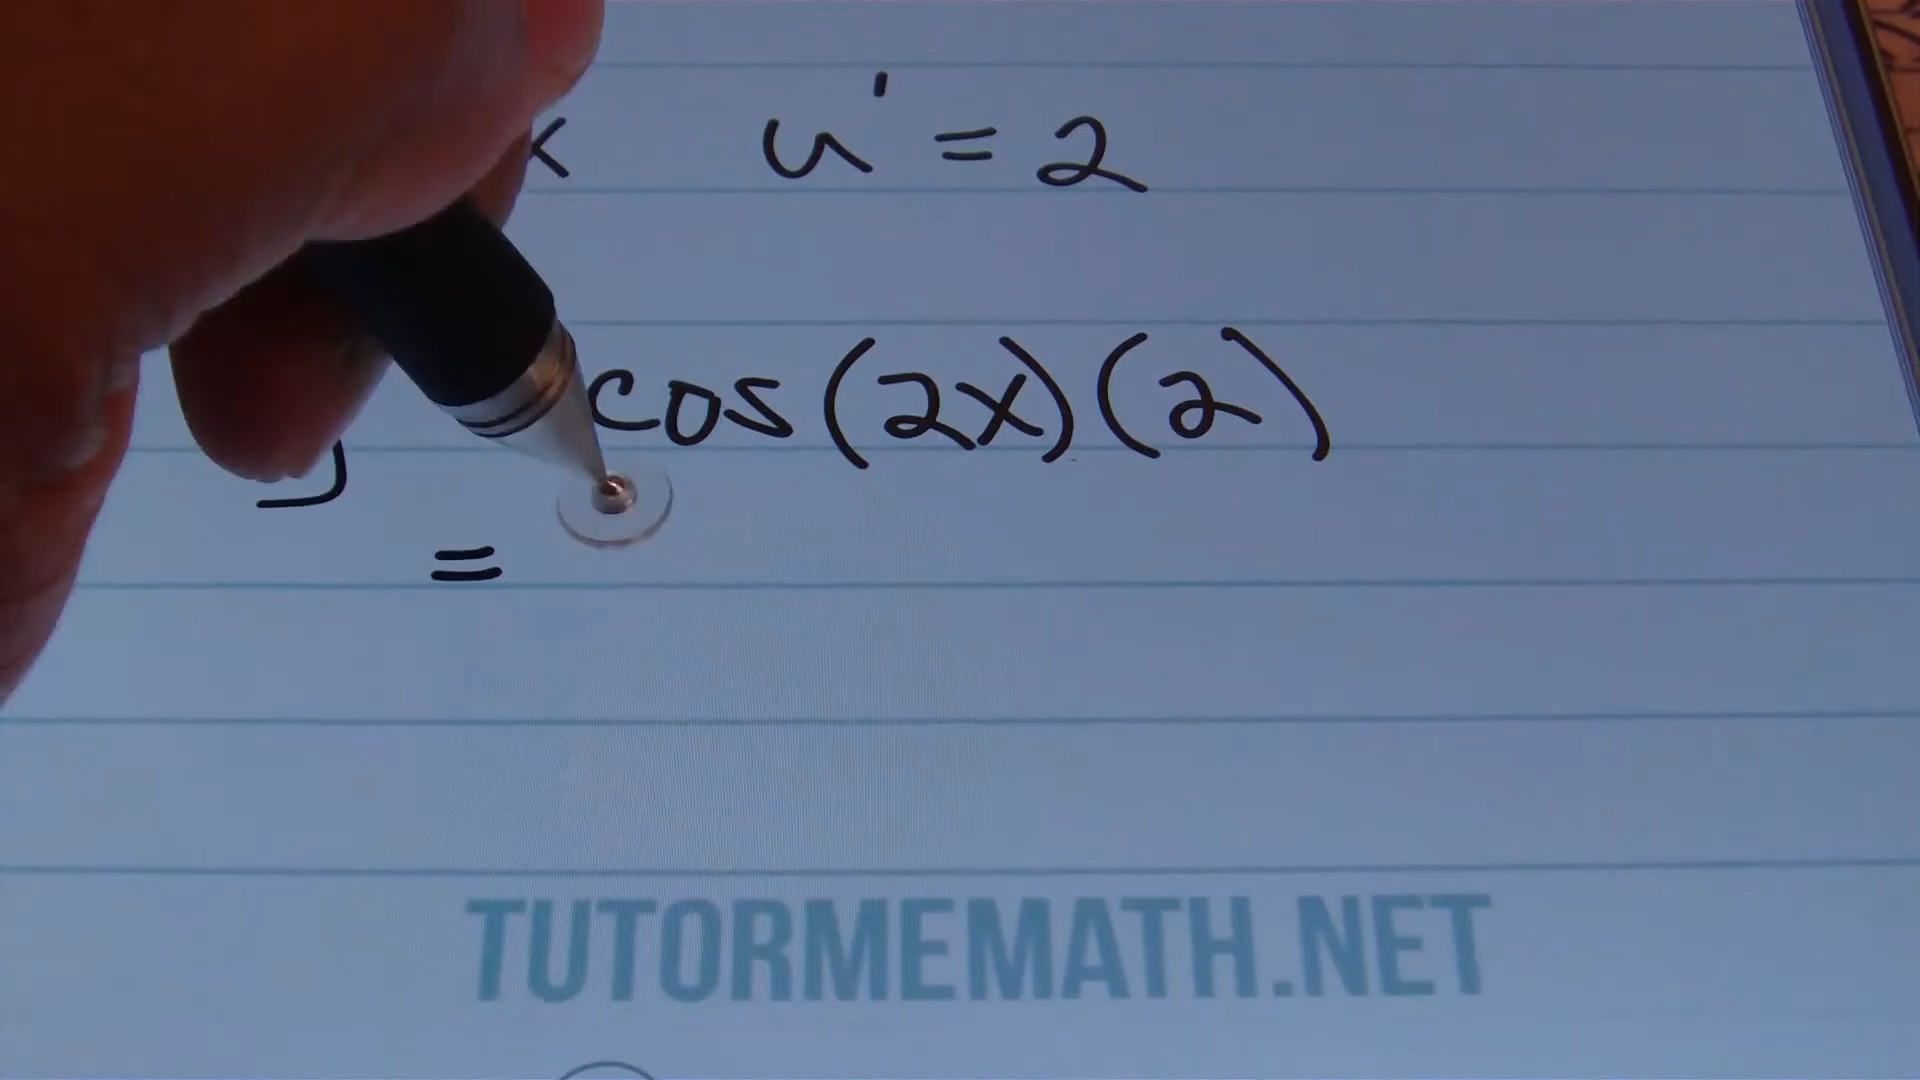 x u' = 2
cos(2x)(2)
=
TUTORMEMATH.NET